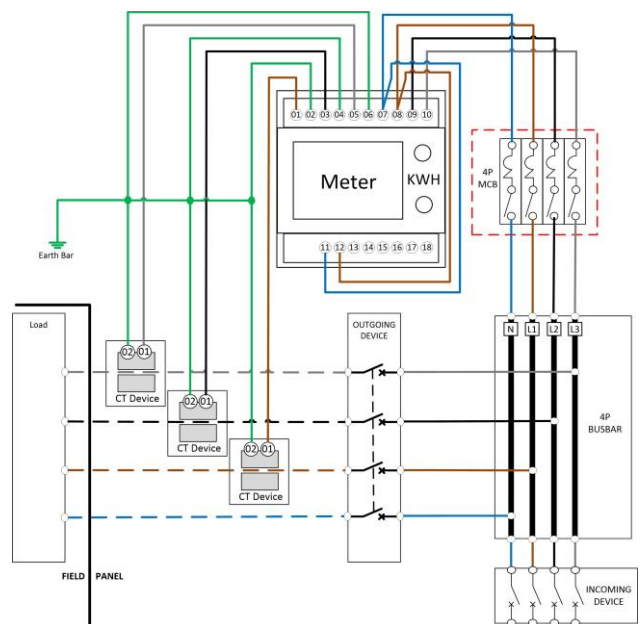 01 02 03 04 05 06 07 08 09 10
4P
MCB
Meter
KWH
11 12 13 14 15 16 17 18
Earth Bar
Load
02 01
CT Device
02 01
CT Device
02 01
CT Device
OUTGOING
DEVICE
N L1 L2 L3
4P
BUSBAR
FIELD PANEL
INCOMING
DEVICE